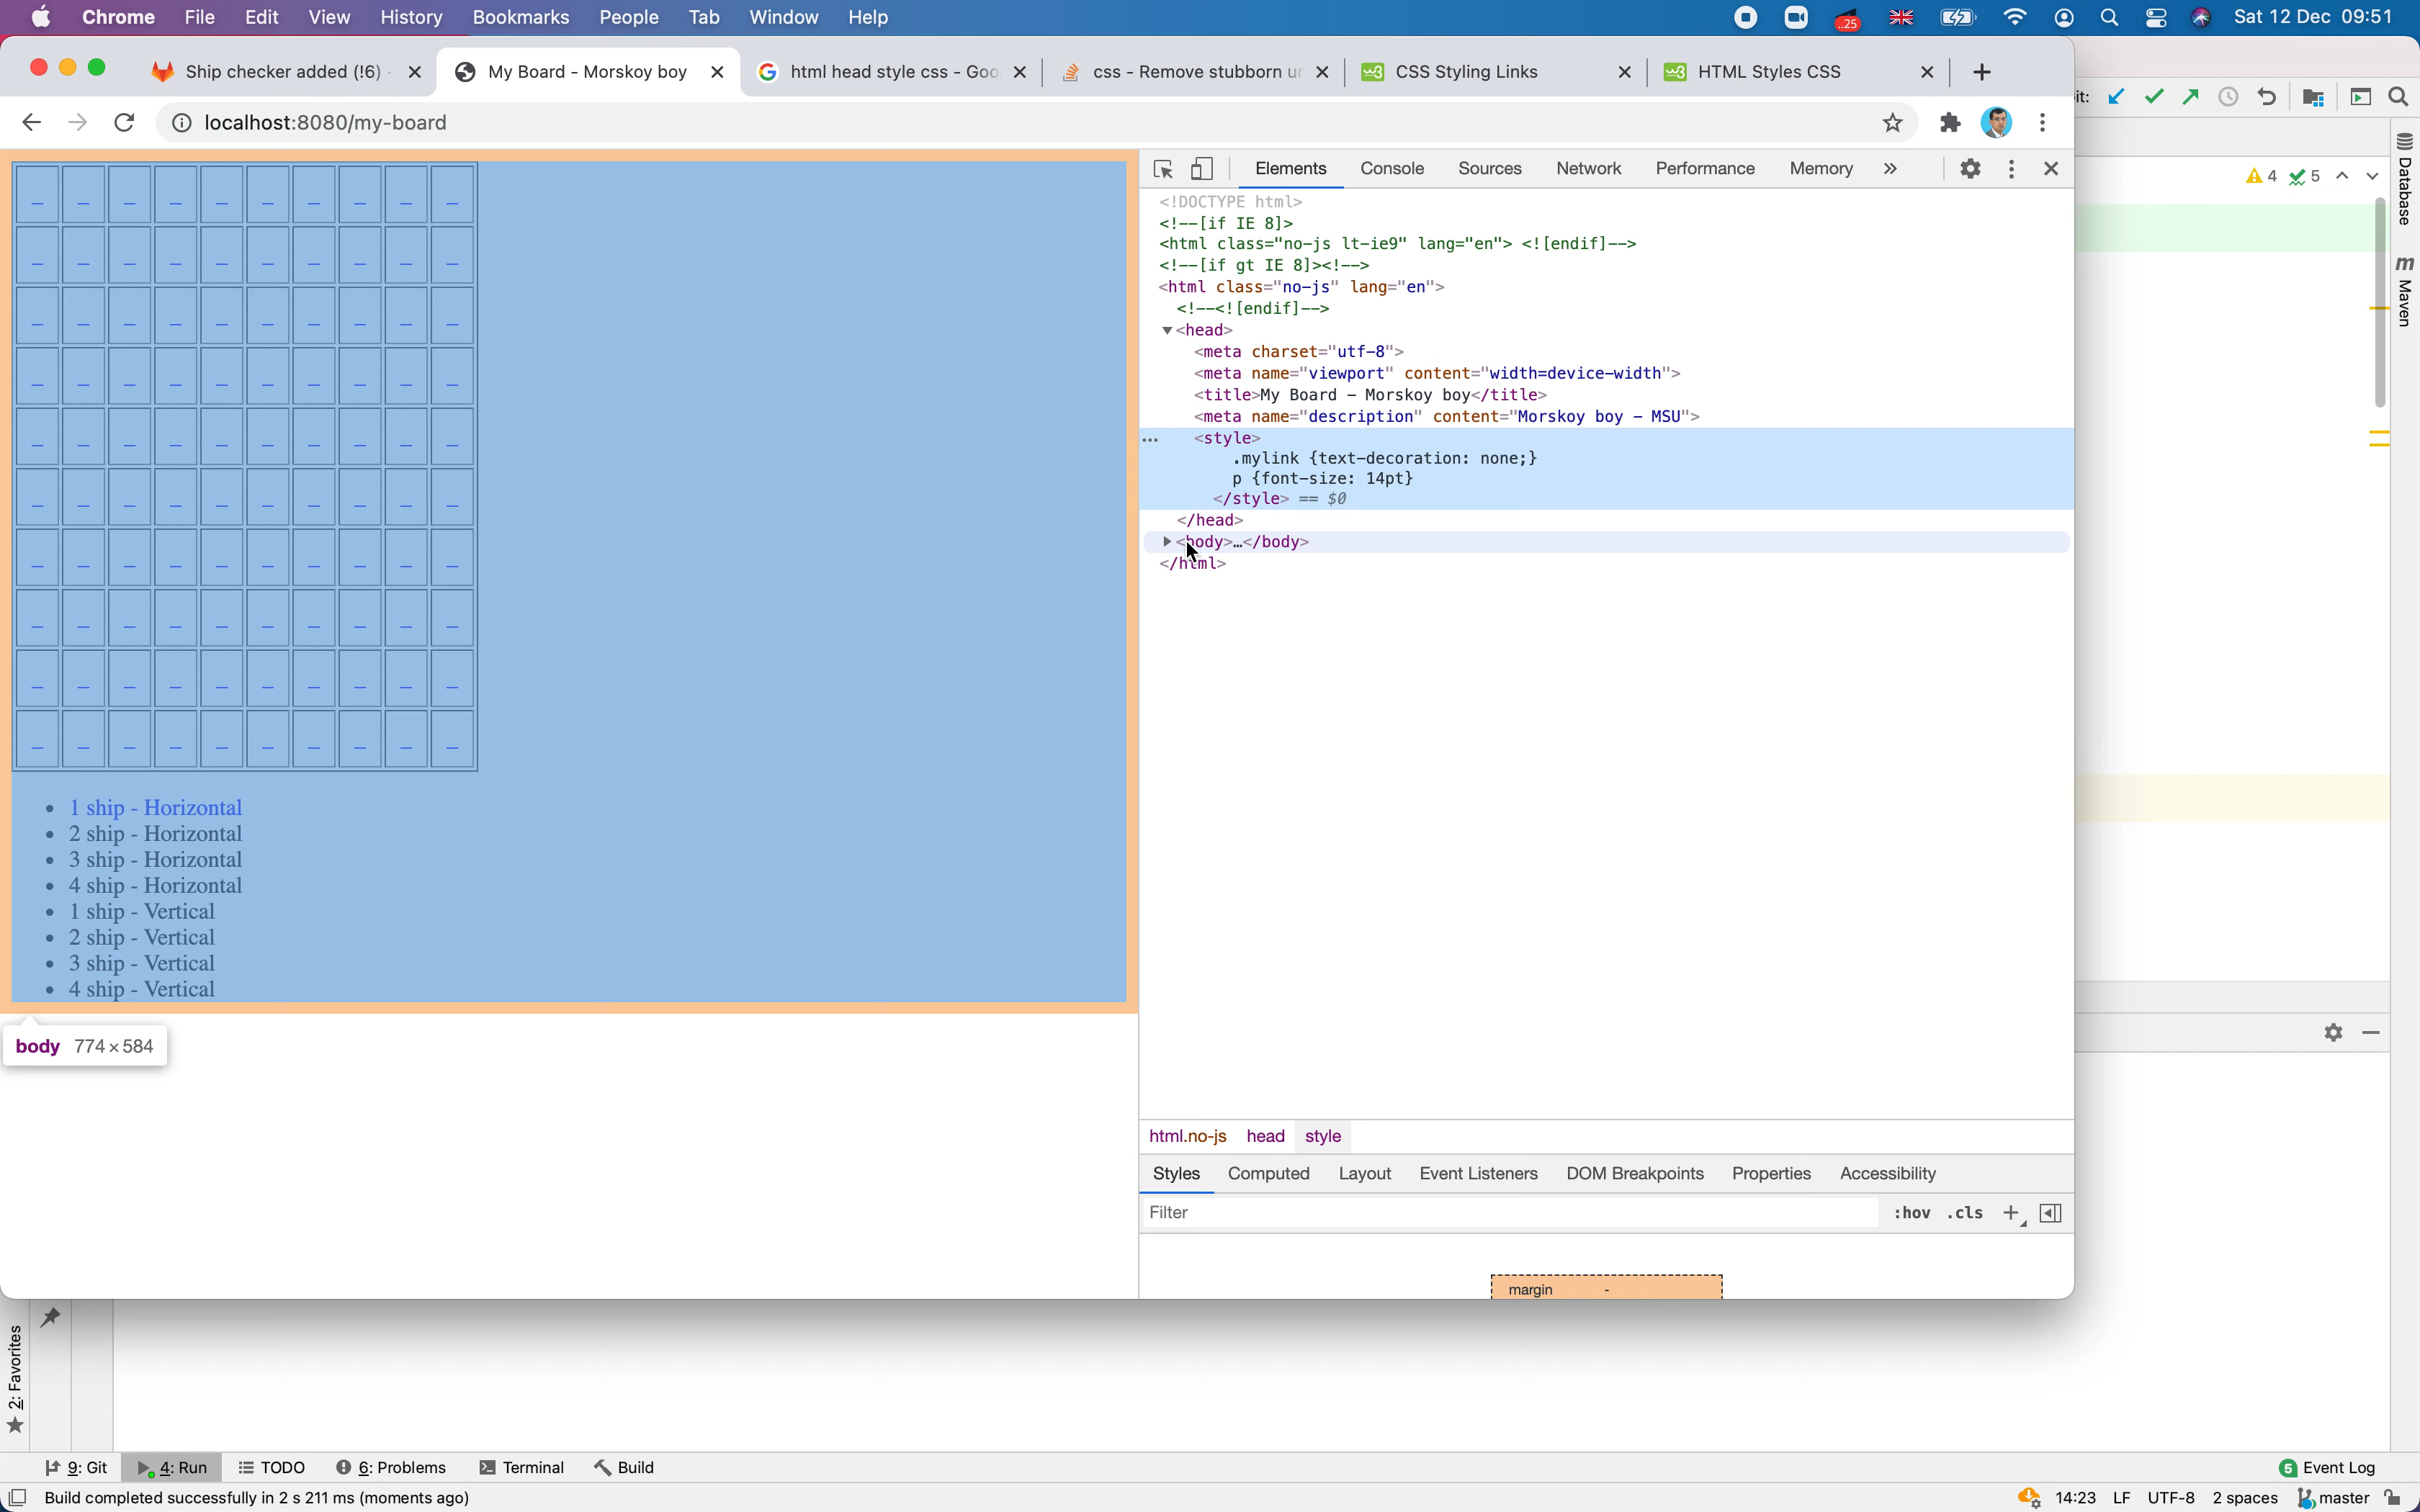 Chrome File Edit View History Bookmarks People Tab Window Help ..25 Sat 12 Dec 09:51
Ship checker added (!6) My Board - Morskoy boy html head style css - Goo css - Remove stubborn ur CSS Styling Links HTML Styles CSS
localhost:8080/my-board
it:
Elements Console Sources Network Performance Memory »
4 5
Database
m Maven
<!DOCTYPE html>
<!--[if IE 8]>
<html class="no-js lt-ie9" lang="en"> <![endif]-->
<!--[if gt IE 8]><!-->
<html class="no-js" lang="en">
<!--<![endif]-->
<head>
<meta charset="utf-8">
<meta name="viewport" content="width=device-width">
<title>My Board - Morskoy boy</title>
<meta name="description" content="Morskoy boy - MSU">
<style>
.mylink {text-decoration: none;}
p {font-size: 14pt}
</style> == $0
</head>
<body>…</body>
</html>
_ _ _ _ _ _ _ _ _ _
_ _ _ _ _ _ _ _ _ _
_ _ _ _ _ _ _ _ _ _
_ _ _ _ _ _ _ _ _ _
_ _ _ _ _ _ _ _ _ _
_ _ _ _ _ _ _ _ _ _
_ _ _ _ _ _ _ _ _ _
_ _ _ _ _ _ _ _ _ _
_ _ _ _ _ _ _ _ _ _
_ _ _ _ _ _ _ _ _ _
• 1 ship - Horizontal
• 2 ship - Horizontal
• 3 ship - Horizontal
• 4 ship - Horizontal
• 1 ship - Vertical
• 2 ship - Vertical
• 3 ship - Vertical
• 4 ship - Vertical
body 774 × 584
html.no-js head style
Styles Computed Layout Event Listeners DOM Breakpoints Properties Accessibility
Filter :hov .cls
margin -
2: Favorites
9: Git 4: Run TODO 6: Problems Terminal Build 5 Event Log
Build completed successfully in 2 s 211 ms (moments ago) 14:23 LF UTF-8 2 spaces master